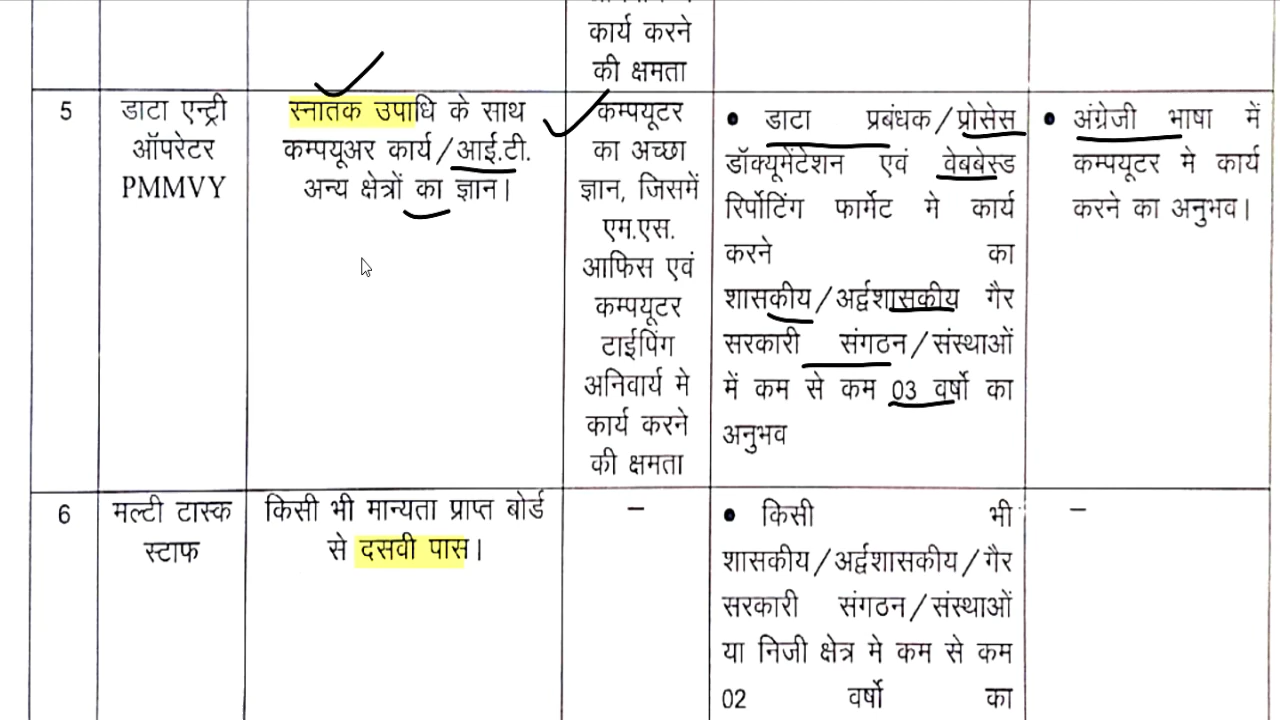 कार्य करने
की क्षमता
5
डाटा एन्ट्री
ऑपरेटर
PMMVY
स्नातक उपाधि के साथ
कम्पयूअर कार्य/आई.टी.
अन्य क्षेत्रों का ज्ञान।
कम्पयूटर
का अच्छा
ज्ञान, जिसमें
एम.एस.
आफिस एवं
कम्पयूटर
टाईपिंग
अनिवार्य मे
कार्य करने
की क्षमता
• डाटा प्रबंधक/प्रोसेस
डॉक्यूमेंटेशन एवं वेबबेस्ड
रिर्पोटिंग फार्मेट मे कार्य
करने का
शासकीय/अर्द्वशासकीय गैर
सरकारी संगठन/संस्थाओं
में कम से कम 03 वर्षो का
अनुभव
• अंग्रेजी भाषा में
कम्पयूटर मे कार्य
करने का अनुभव।
6
मल्टी टास्क
स्टाफ
किसी भी मान्यता प्राप्त बोर्ड
से दसवी पास।
–
• किसी भी
शासकीय/अर्द्वशासकीय/गैर
सरकारी संगठन/संस्थाओं
या निजी क्षेत्र मे कम से कम
02 वर्षो का
–